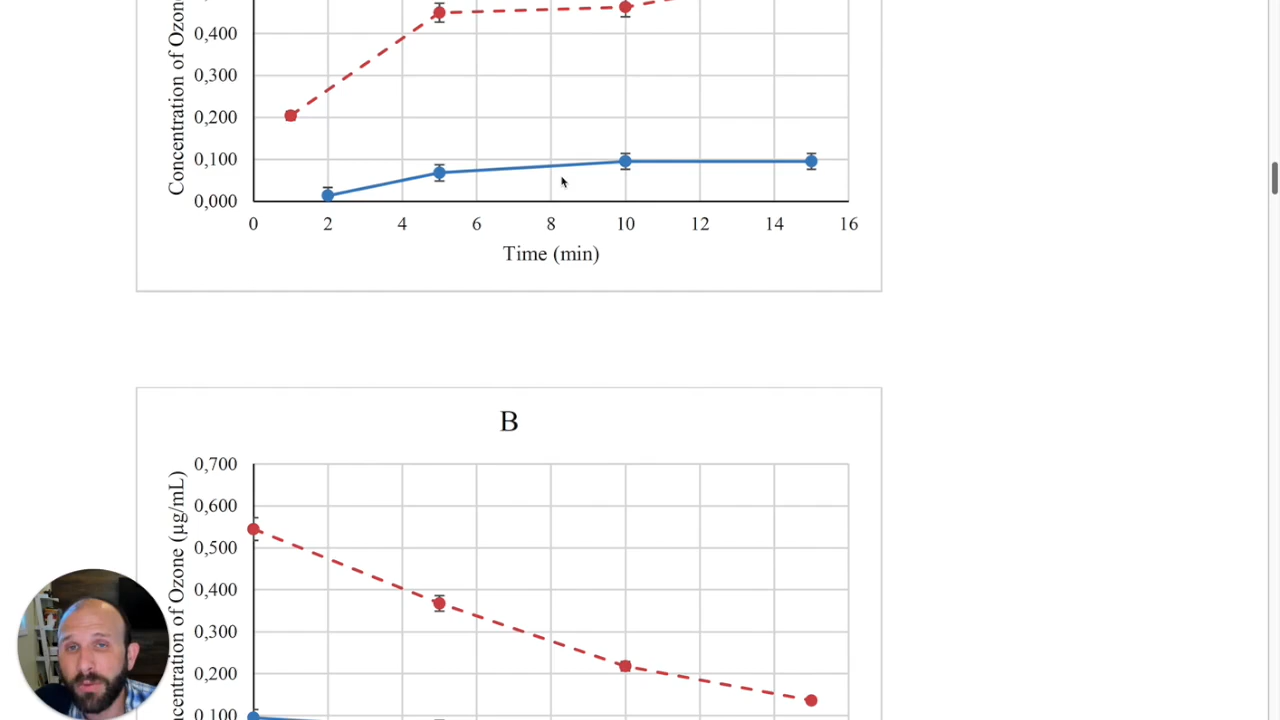 Concentration of Ozone
0,400
0,300
0,200
0,100
0,000
0 2 4 6 8 10 12 14 16
Time (min)
B
Concentration of Ozone (µg/mL)
0,700
0,600
0,500
0,400
0,300
0,200
0,100